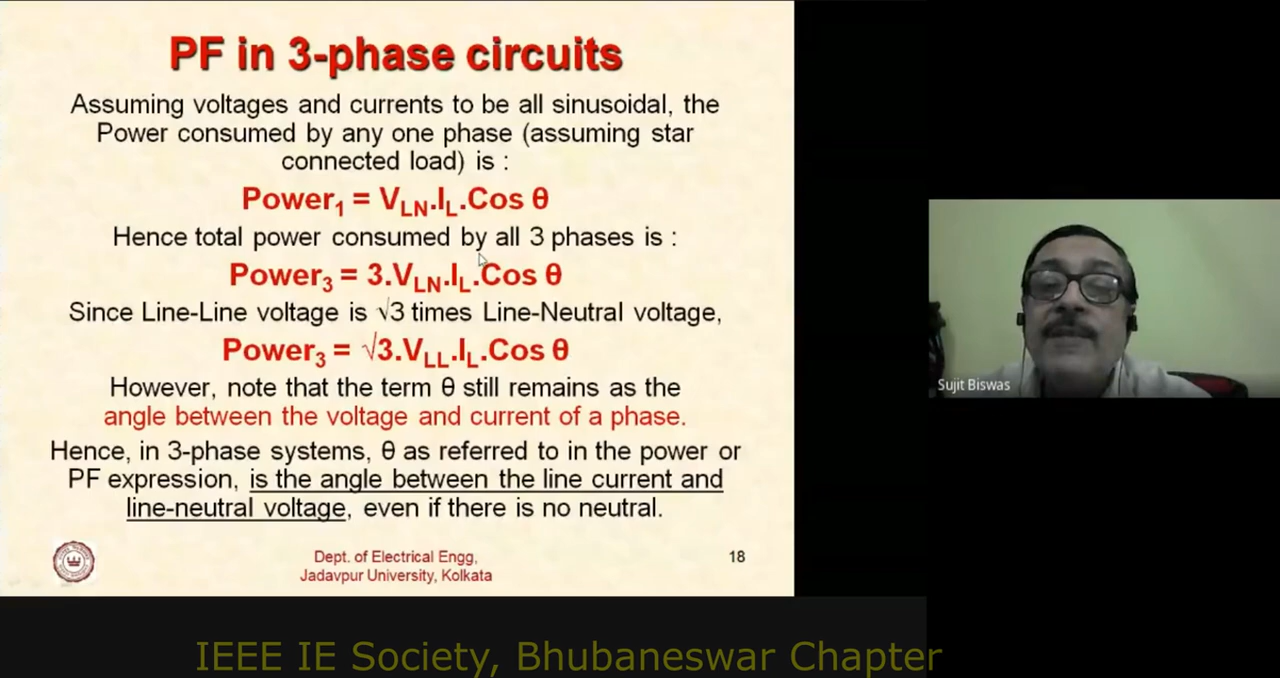 PF in 3-phase circuits
Assuming voltages and currents to be all sinusoidal, the
Power consumed by any one phase (assuming star
connected load) is :
Power₁ = V_LN.I_L.Cos θ
Hence total power consumed by all 3 phases is :
Power₃ = 3.V_LN.I_L.Cos θ
Since Line-Line voltage is √3 times Line-Neutral voltage,
Power₃ = √3.V_LL.I_L.Cos θ
However, note that the term θ still remains as the
angle between the voltage and current of a phase.
Hence, in 3-phase systems, θ as referred to in the power or
PF expression, is the angle between the line current and
line-neutral voltage, even if there is no neutral.
Dept. of Electrical Engg,
Jadavpur University, Kolkata
18
Sujit Biswas
IEEE IE Society, Bhubaneswar Chapter